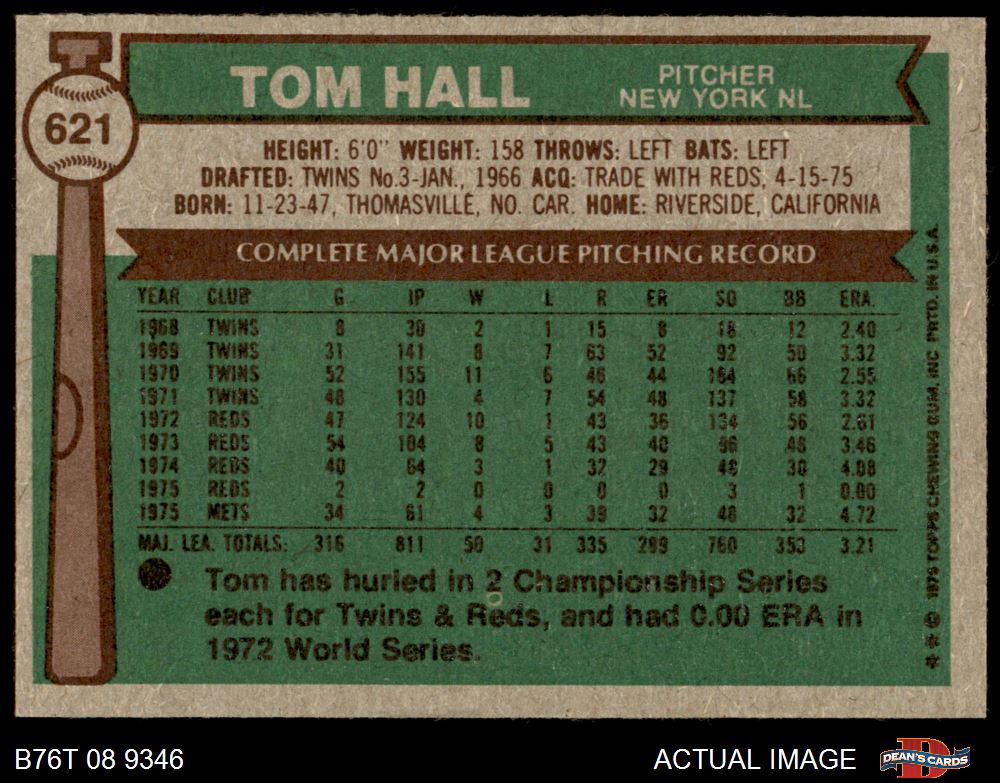 TOM HALL
PITCHER
NEW YORK NL
621
HEIGHT: 6'0" WEIGHT: 158 THROWS: LEFT BATS: LEFT
DRAFTED: TWINS No.3-JAN., 1966 ACQ: TRADE WITH REDS, 4-15-75
BORN: 11-23-47, THOMASVILLE, NO. CAR. HOME: RIVERSIDE, CALIFORNIA
COMPLETE MAJOR LEAGUE PITCHING RECORD
YEAR CLUB G IP W L R ER SO BB ERA.
1968 TWINS 8 30 2 1 15 8 18 12 2.40
1969 TWINS 31 141 8 7 63 52 92 50 3.32
1970 TWINS 52 155 11 6 46 44 184 66 2.55
1971 TWINS 48 130 4 7 54 48 137 58 3.32
1972 REDS 47 124 10 1 43 36 134 56 2.61
1973 REDS 54 104 8 5 43 40 96 48 3.46
1974 REDS 40 64 3 1 32 29 48 30 4.08
1975 REDS 2 2 0 0 0 0 3 1 0.00
1975 METS 34 61 4 3 39 32 48 32 4.72
MAJ. LEA. TOTALS: 316 811 50 31 335 289 760 353 3.21
Tom has hurled in 2 Championship Series
each for Twins & Reds, and had 0.00 ERA in
1972 World Series.
** © 1976 TOPPS CHEWING GUM, INC PRTD. IN U.S.A.
B76T 08 9346
ACTUAL IMAGE
DEAN'S CARDS